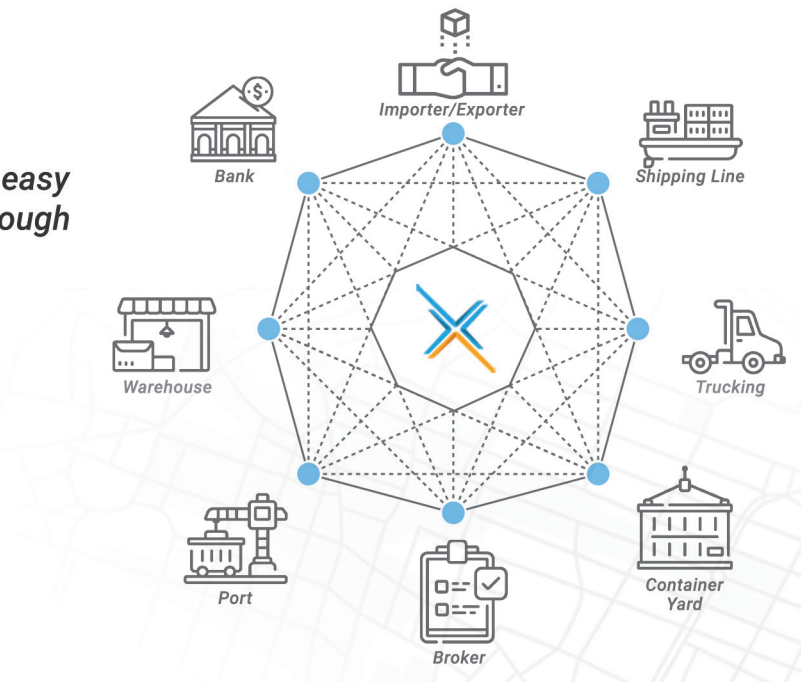 Importer/Exporter
Bank
Shipping Line
easy
ough
Warehouse
Trucking
Port
Container
Yard
Broker